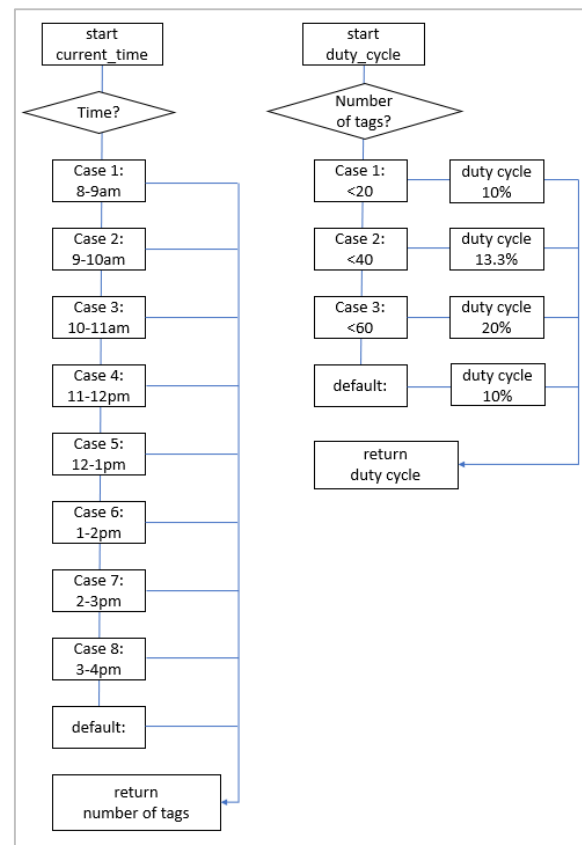 start
current_time
Time?
Case 1:
8-9am
Case 2:
9-10am
Case 3:
10-11am
Case 4:
11-12pm
Case 5:
12-1pm
Case 6:
1-2pm
Case 7:
2-3pm
Case 8:
3-4pm
default:
return
number of tags
start
duty_cycle
Number
of tags?
Case 1:
<20
duty cycle
10%
Case 2:
<40
duty cycle
13.3%
Case 3:
<60
duty cycle
20%
default:
duty cycle
10%
return
duty cycle